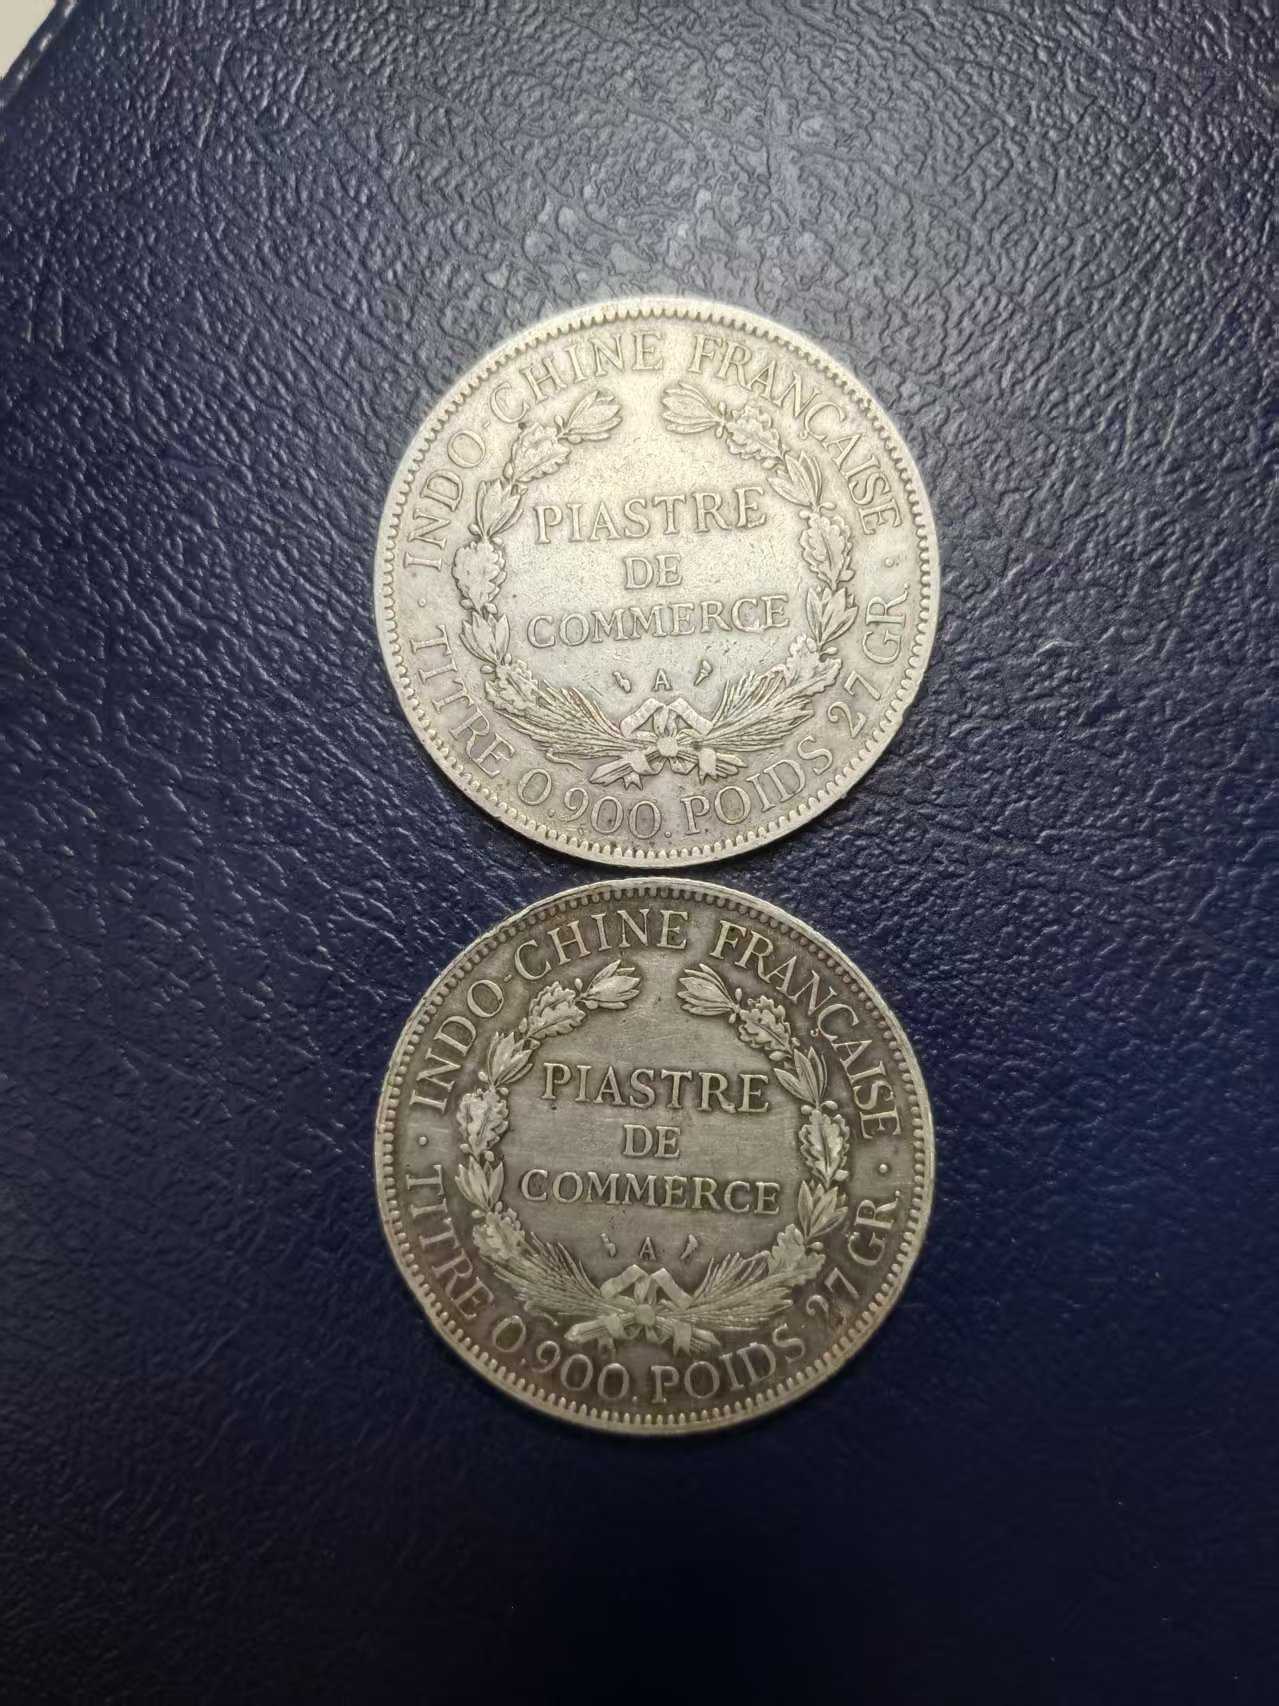 INDO-CHINE FRANÇAISE
PIASTRE
DE
COMMERCE
A
TITRE 0.900. POIDS 27 GR.
INDO-CHINE FRANÇAISE
PIASTRE
DE
COMMERCE
A
TITRE 0.900. POIDS 27 GR.